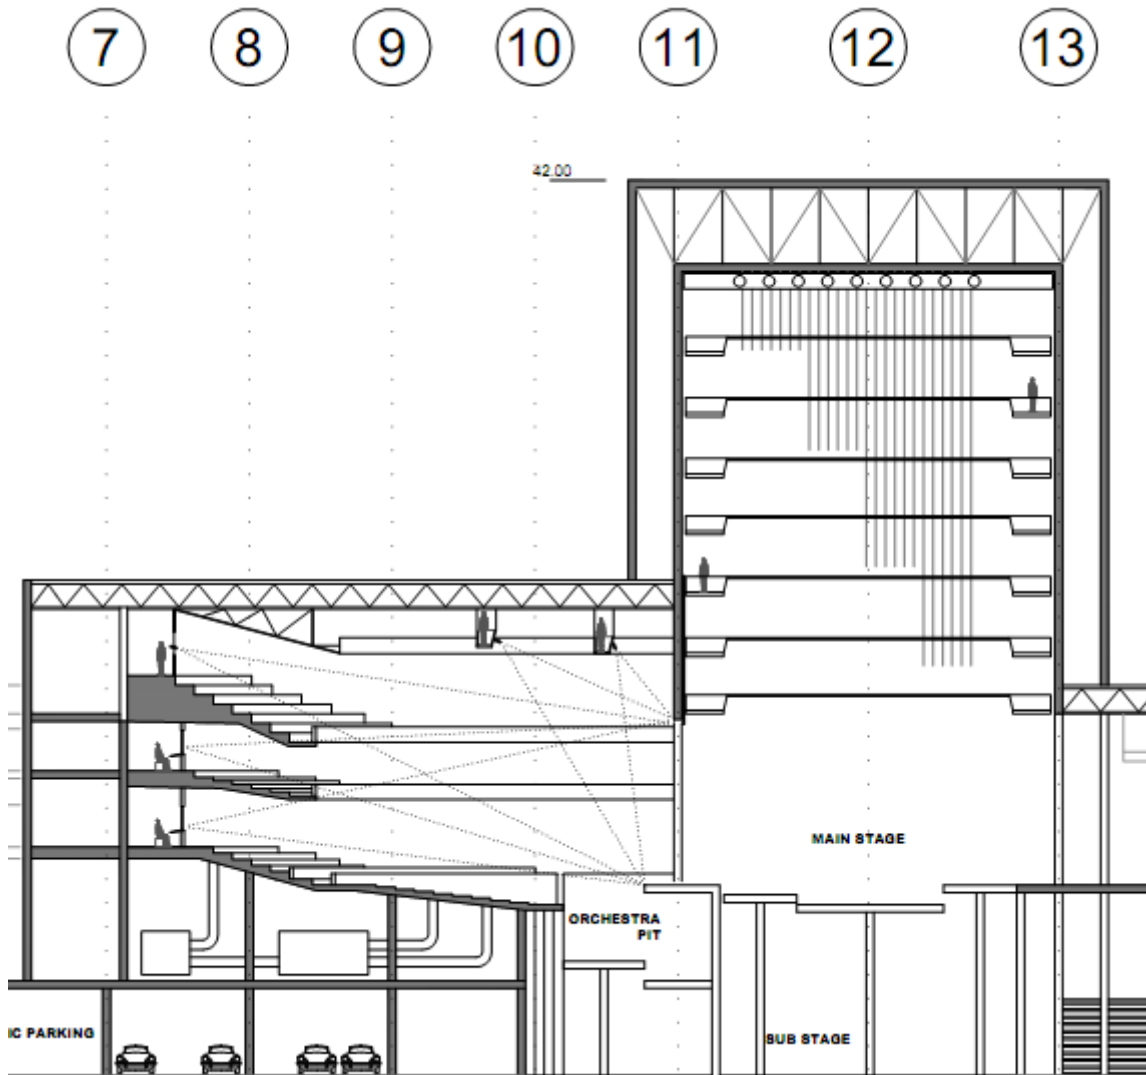 7 8 9 10 11 12 13
42.00
MAIN STAGE
ORCHESTRA
PIT
IC PARKING
SUB STAGE